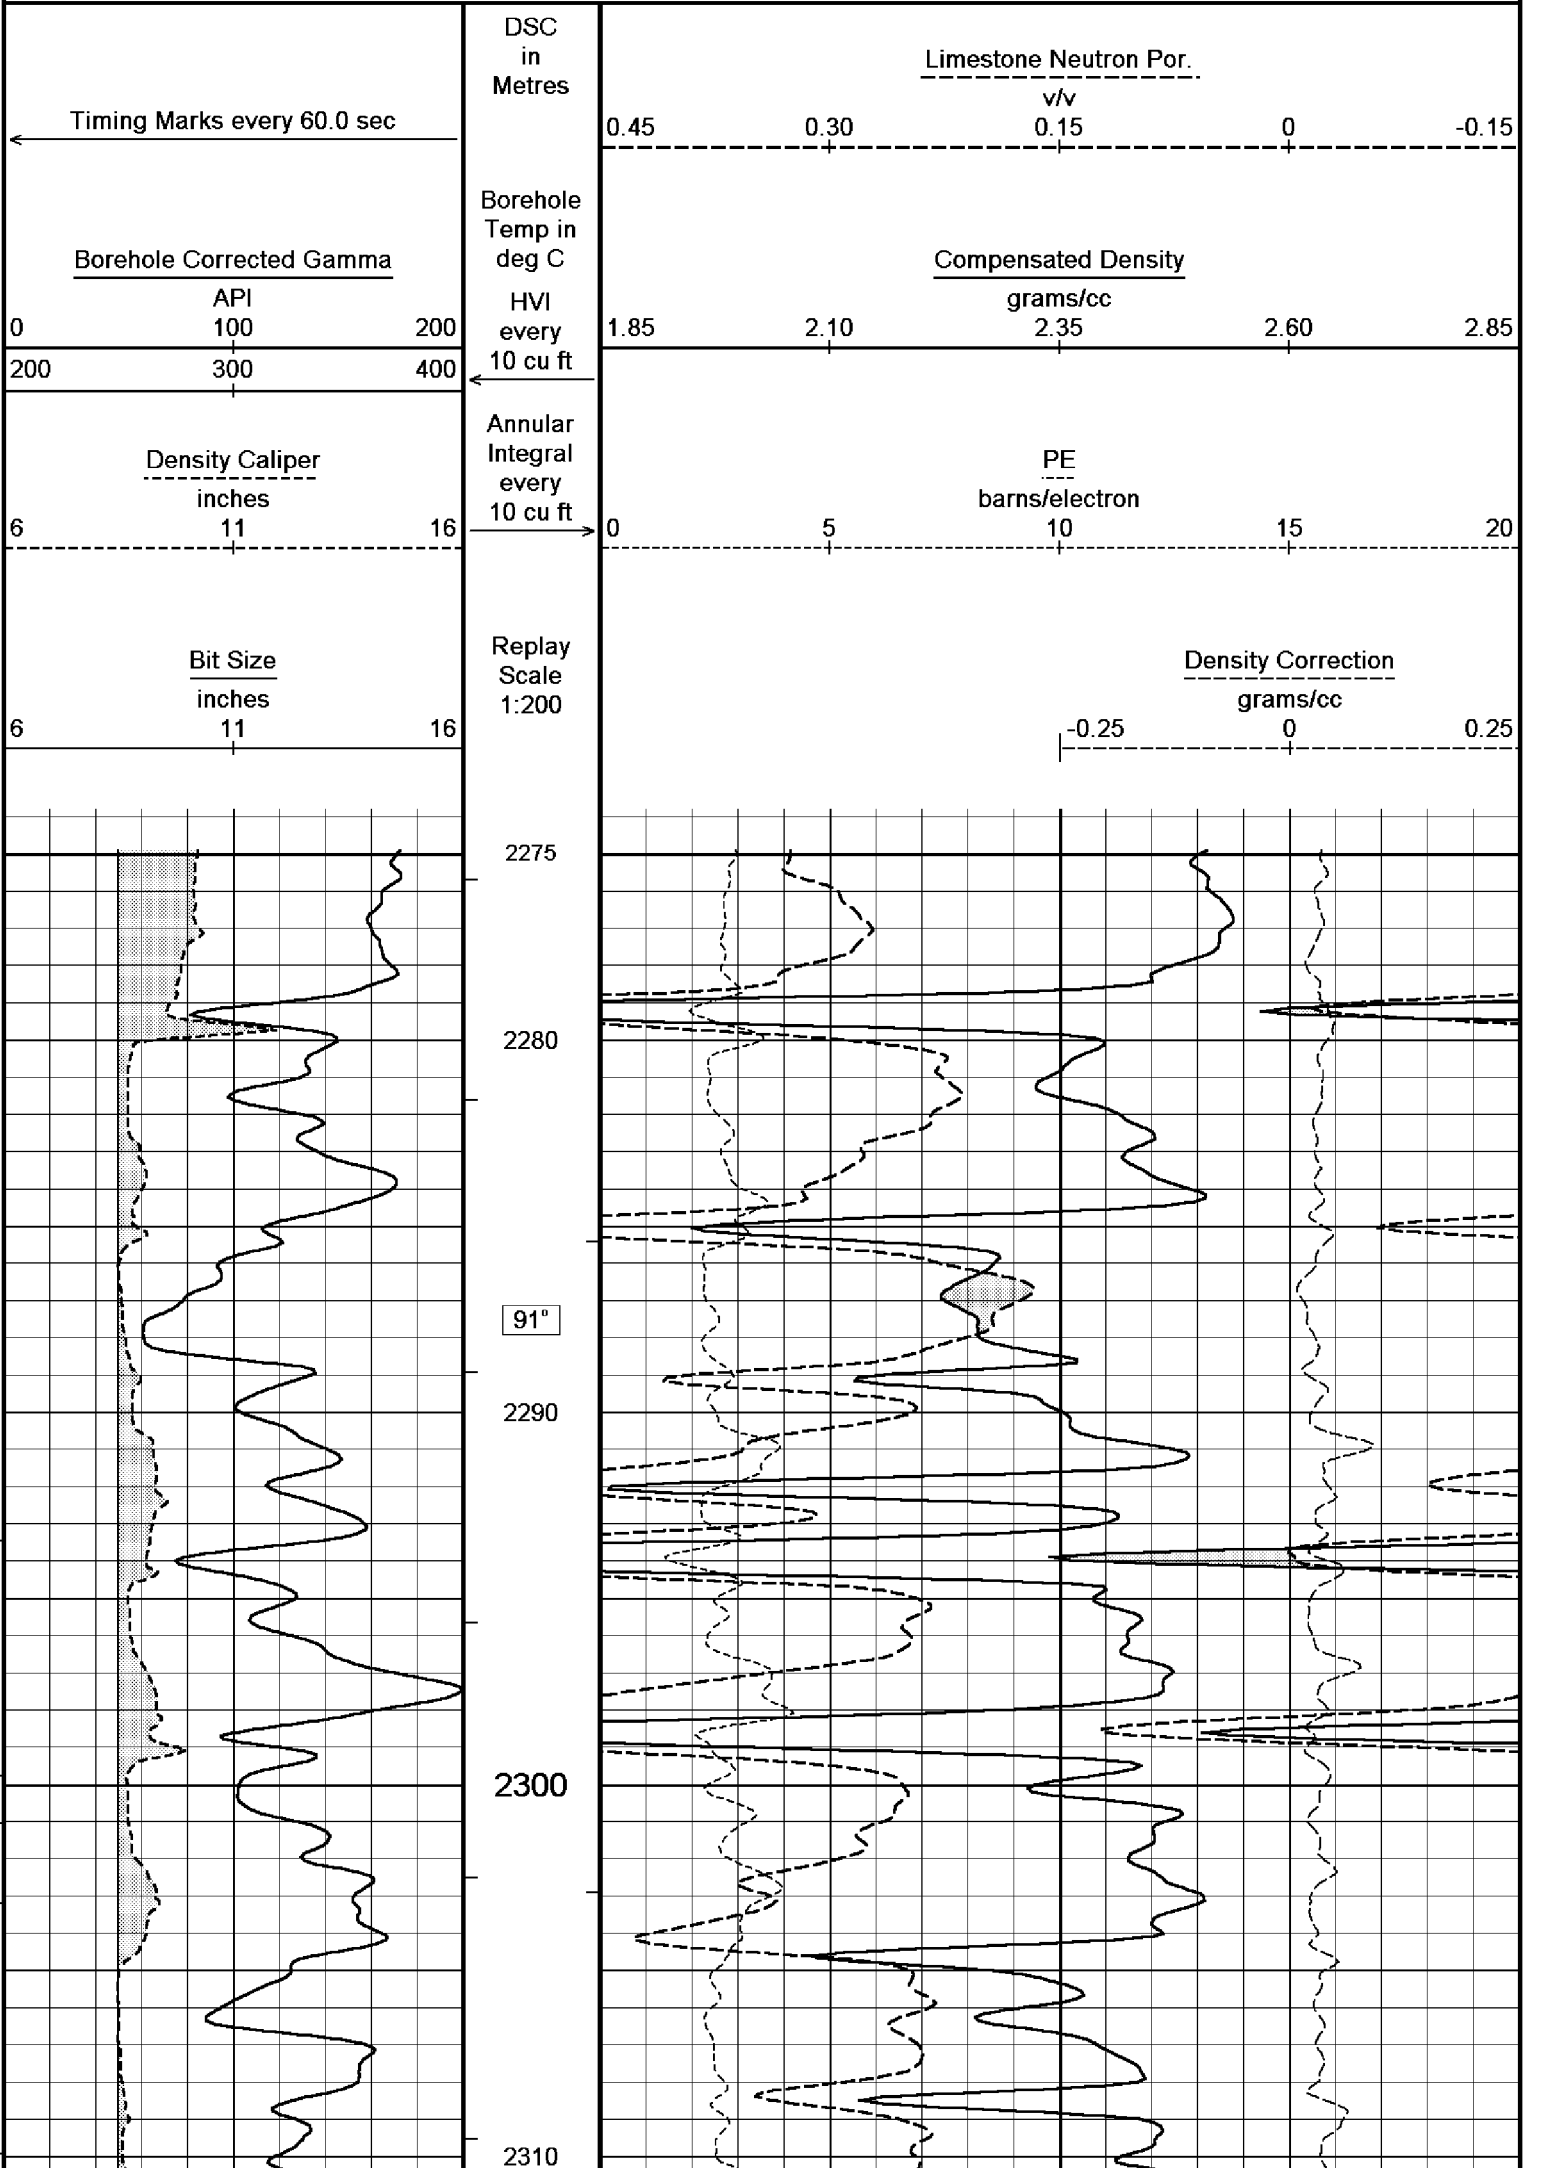 Timing Marks every 60.0 sec
Borehole Corrected Gamma
API
0 100 200
200 300 400
Density Caliper
inches
6 11 16
Bit Size
inches
6 11 16
DSC
in
Metres
Borehole
Temp in
deg C
HVI
every
10 cu ft
Annular
Integral
every
10 cu ft
Replay
Scale
1:200
Limestone Neutron Por.
v/v
0.45 0.30 0.15 0 -0.15
Compensated Density
grams/cc
1.85 2.10 2.35 2.60 2.85
PE
barns/electron
0 5 10 15 20
Density Correction
grams/cc
-0.25 0 0.25
2275
2280
91°
2290
2300
2310